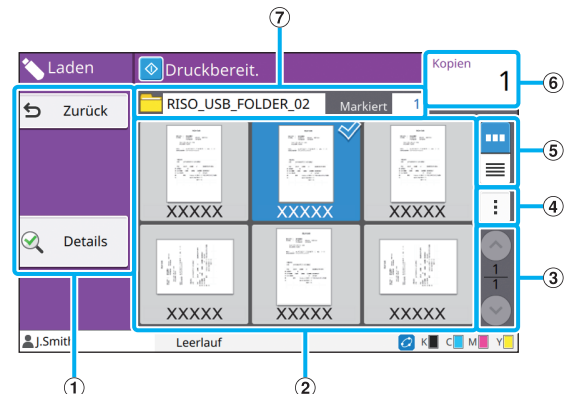 ⑦
Laden
Druckbereit.
Kopien
1
⑥
Zurück
RISO_USB_FOLDER_02
Markiert
1
⑤
XXXXX
XXXXX
XXXXX
④
Details
1
1
③
XXXXX
XXXXX
XXXXX
J.Smith
Leerlauf
K
C
M
Y
①
②